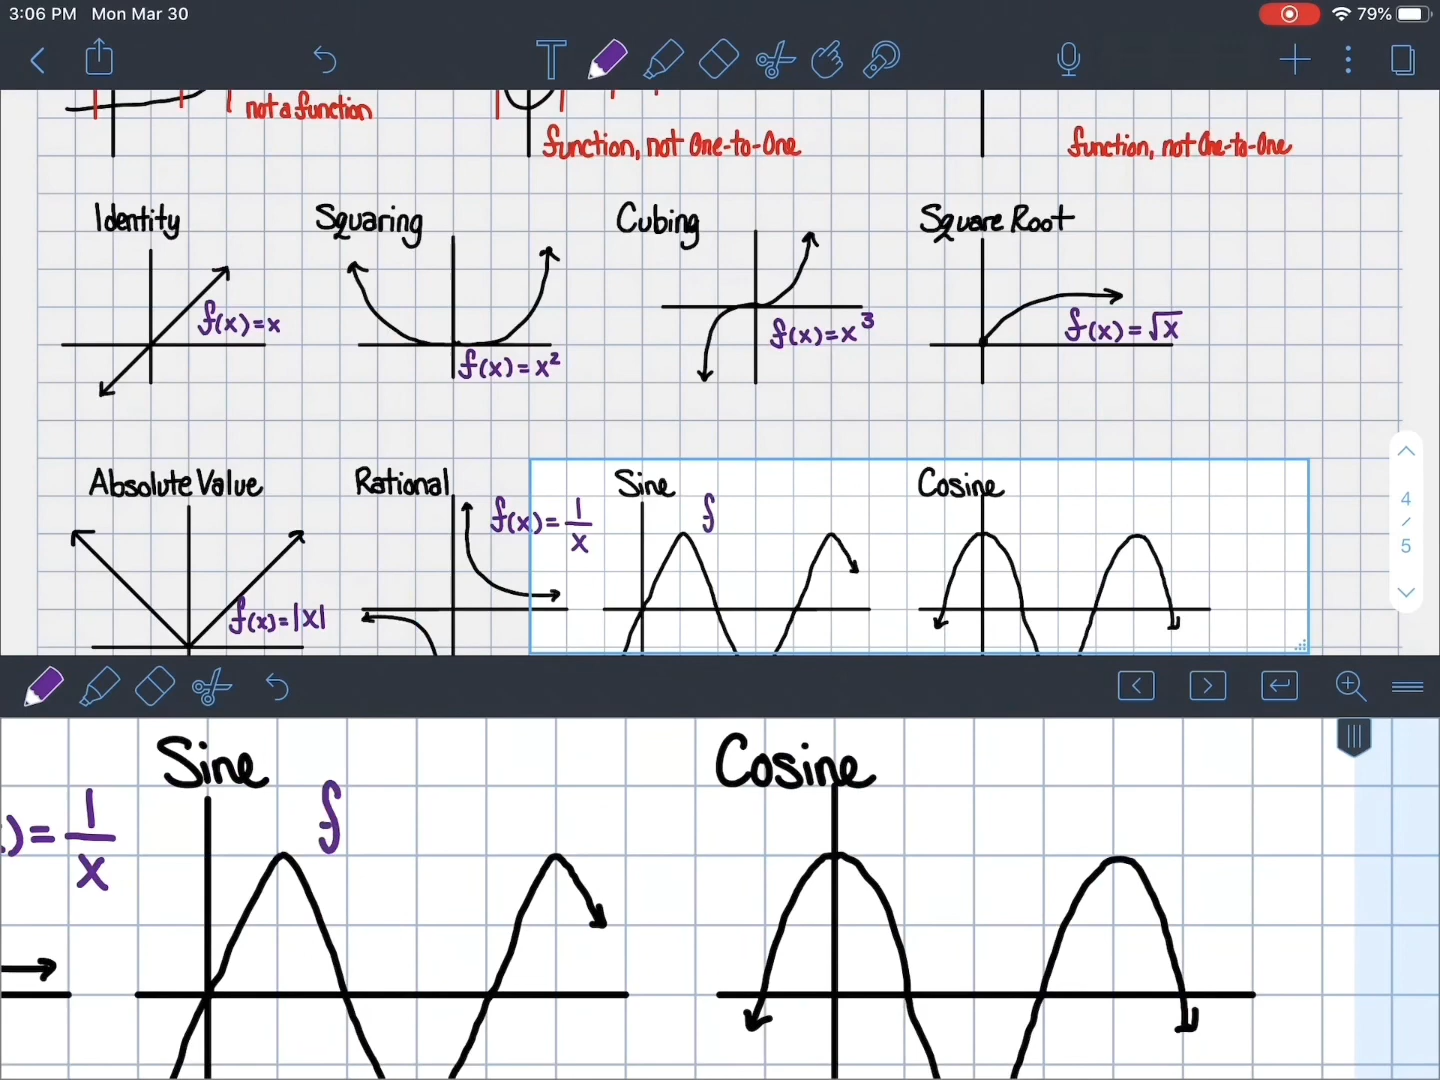 3:06 PM Mon Mar 30
79%
not a function
function, not One-to-One
function, not One-to-One
Identity
Squaring
Cubing
Square Root
f(x)=x
f(x)=x²
f(x)=x³
f(x)=√x
Absolute Value
Rational
Sine
Cosine
f(x)=1/x
f
f(x)=|x|
4
/
5
Sine
Cosine
)=1/x
f